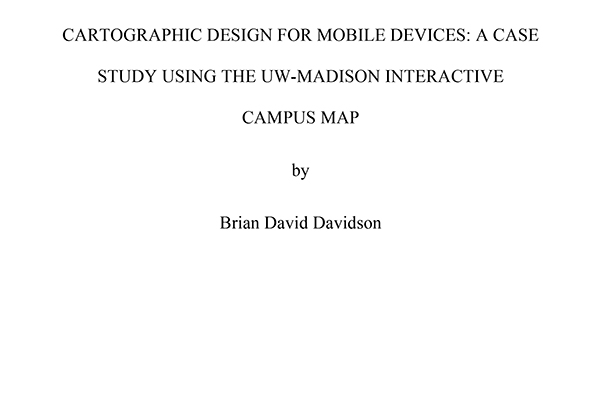 CARTOGRAPHIC DESIGN FOR MOBILE DEVICES: A CASE
STUDY USING THE UW-MADISON INTERACTIVE
CAMPUS MAP
by
Brian David Davidson